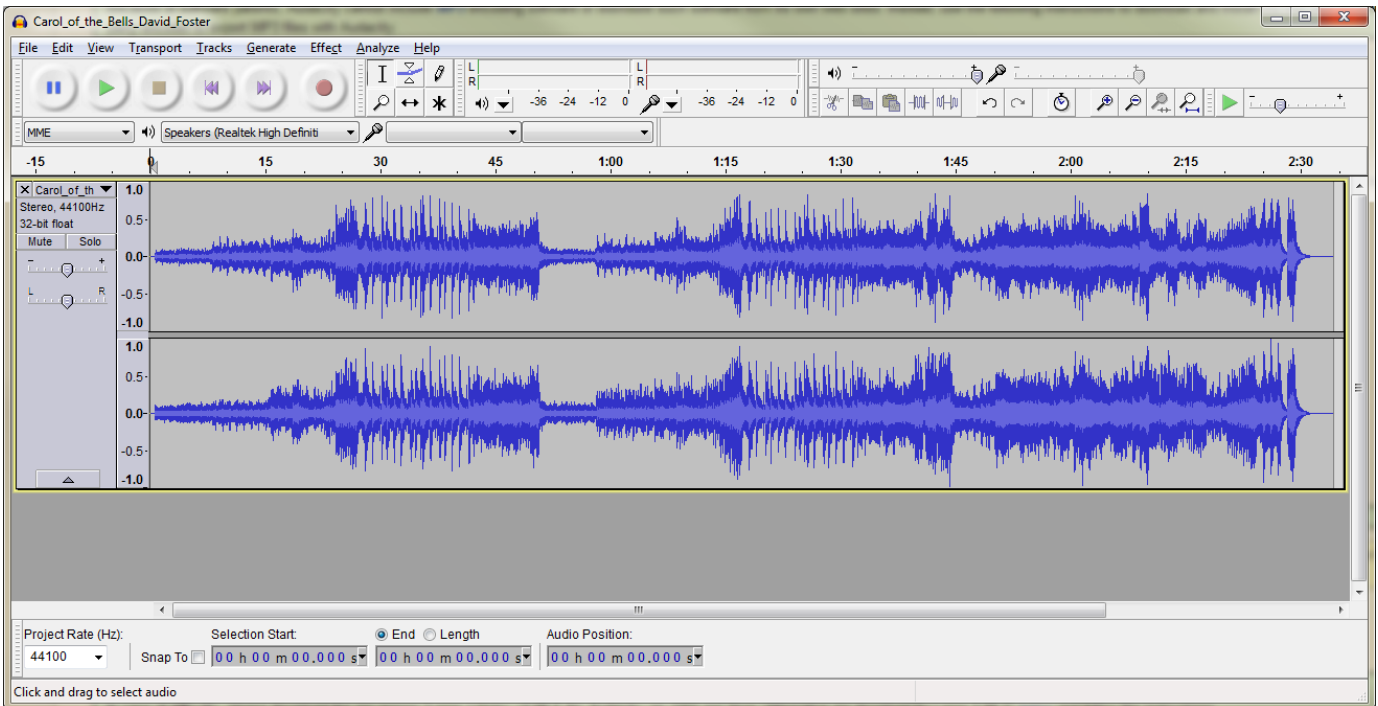 Carol_of_the_Bells_David_Foster
File Edit View Transport Tracks Generate Effect Analyze Help
L
R
-36 -24 -12 0
L
R
-36 -24 -12 0
MME
Speakers (Realtek High Definiti
-15 0 15 30 45 1:00 1:15 1:30 1:45 2:00 2:15 2:30
X Carol_of_th
Stereo, 44100Hz
32-bit float
Mute Solo
- +
L R
1.0
0.5
0.0
-0.5
-1.0
1.0
0.5
0.0
-0.5
-1.0
Project Rate (Hz): Selection Start: End Length Audio Position:
44100 Snap To 00 h 00 m 00.000 s 00 h 00 m 00.000 s 00 h 00 m 00.000 s
Click and drag to select audio